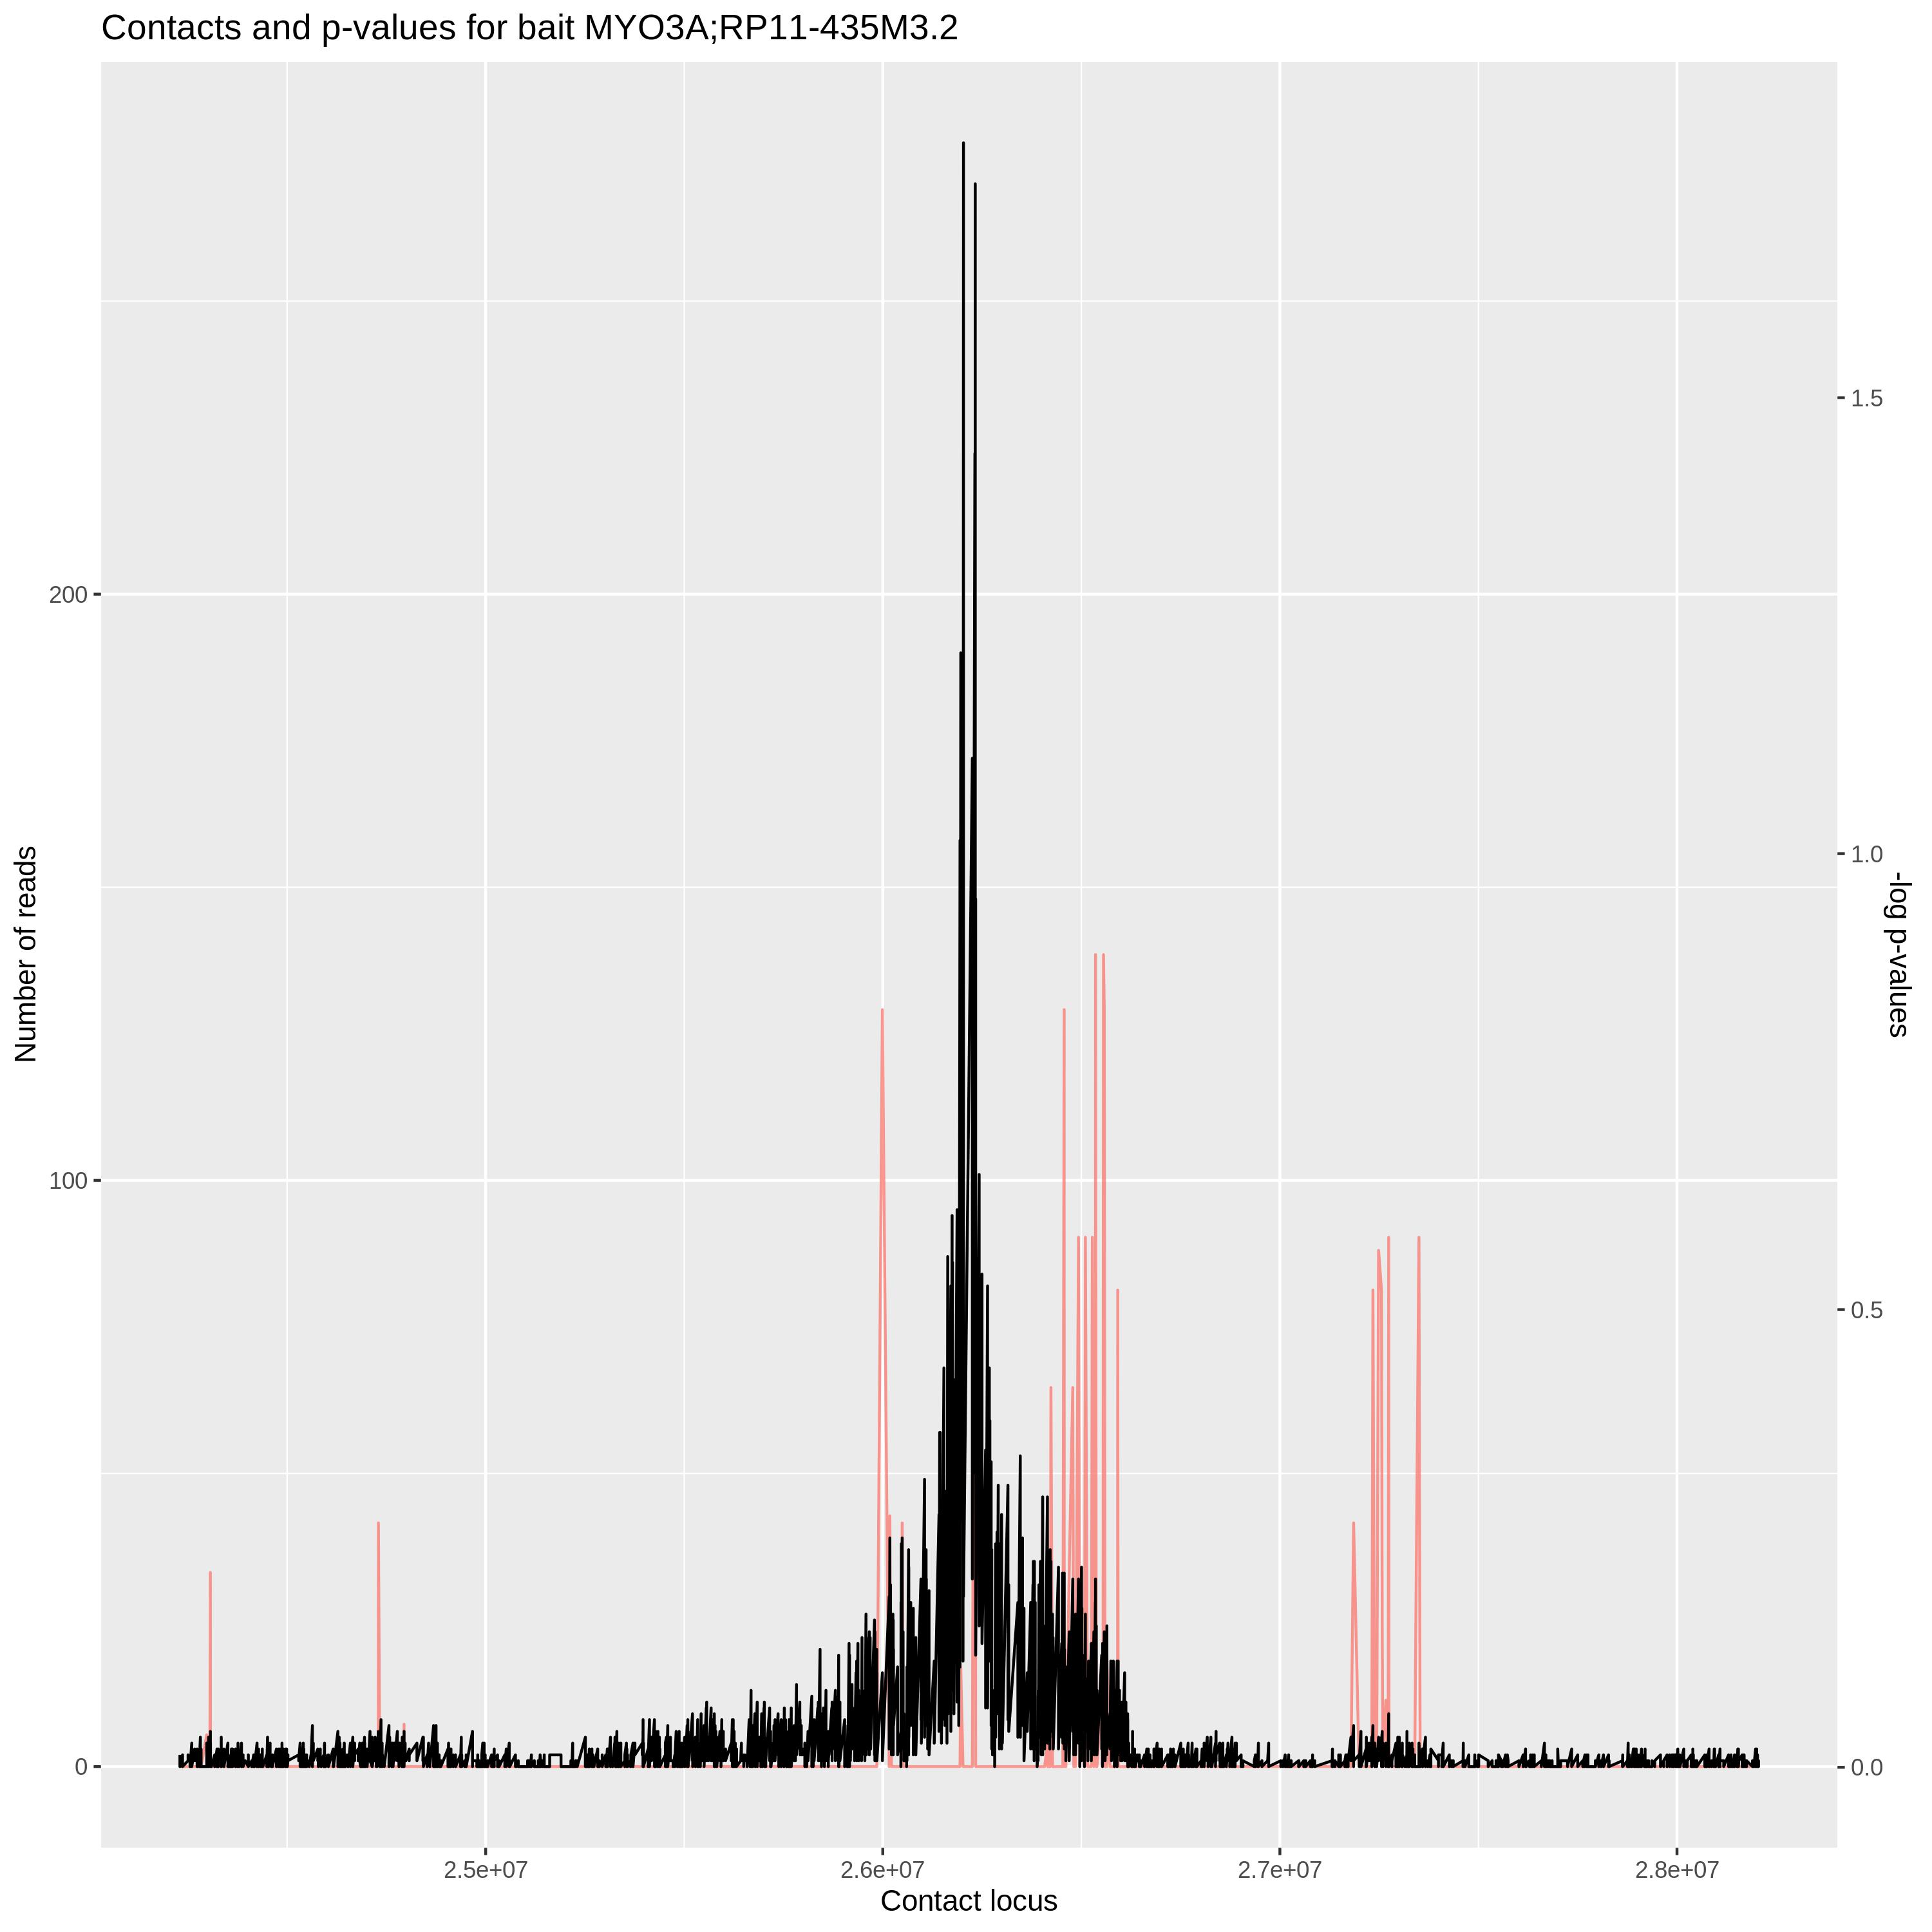 Contacts and p-values for bait MYO3A;RP11-435M3.2
Number of reads
200
100
0
1.5
1.0
0.5
0.0
-log p-values
2.5e+07
2.6e+07
2.7e+07
2.8e+07
Contact locus